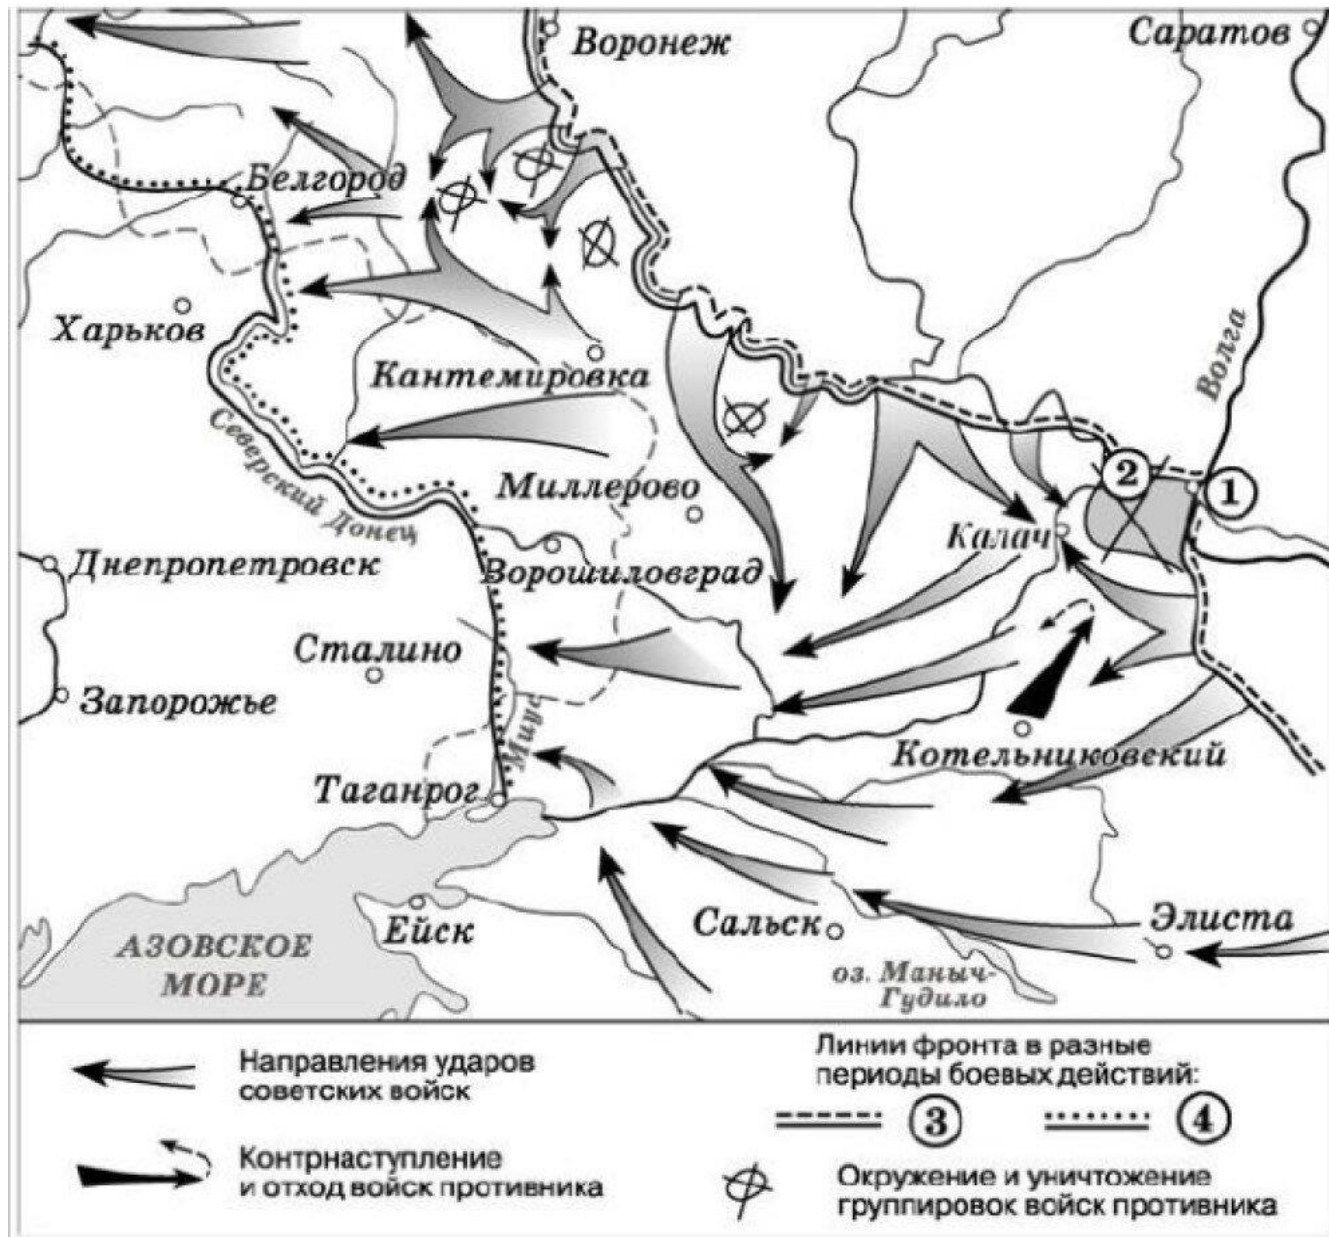 Воронеж
Саратов
Белгород
Харьков
Волга
Кантемировка
Северский Донец
Миллерово
2
1
Калач
Днепропетровск
Ворошиловград
Сталино
Запорожье
Миус
Котельниковский
Таганрог
Ейск
Сальск
Элиста
АЗОВСКОЕ
МОРЕ
оз. Маныч-
Гудило
Направления ударов
советских войск
Контрнаступление
и отход войск противника
Линии фронта в разные
периоды боевых действий:
3
4
Окружение и уничтожение
группировок войск противника